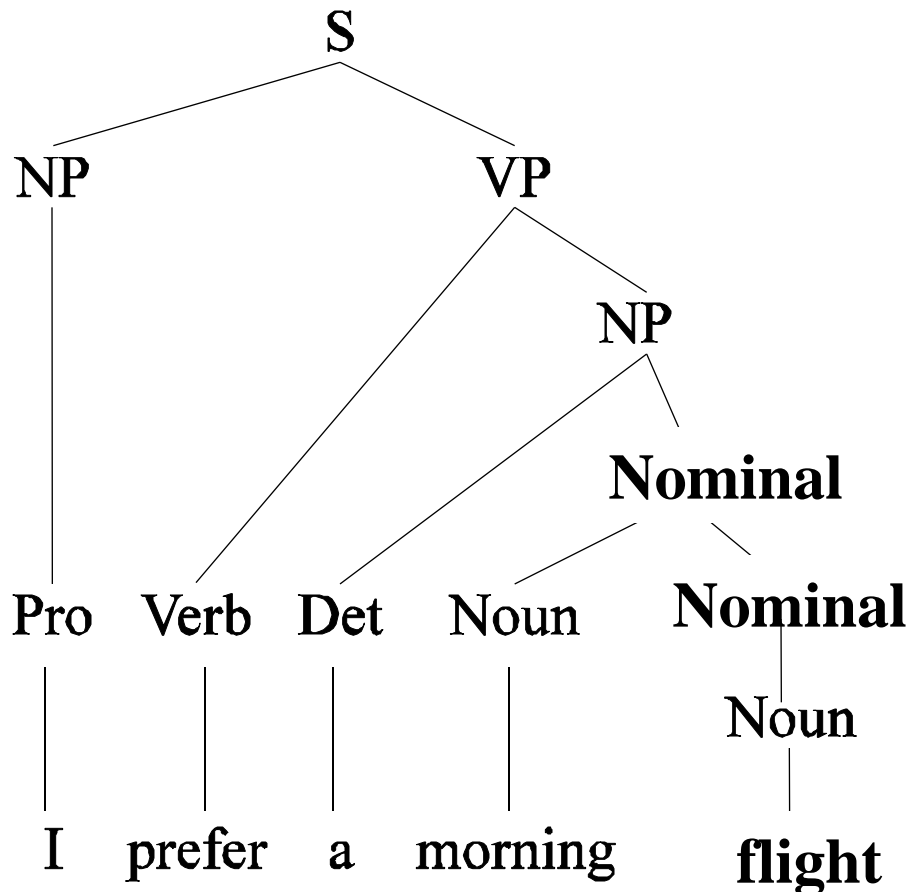 S
NP VP
NP
Nominal
Pro Verb Det Noun Nominal
Noun
I prefer a morning flight